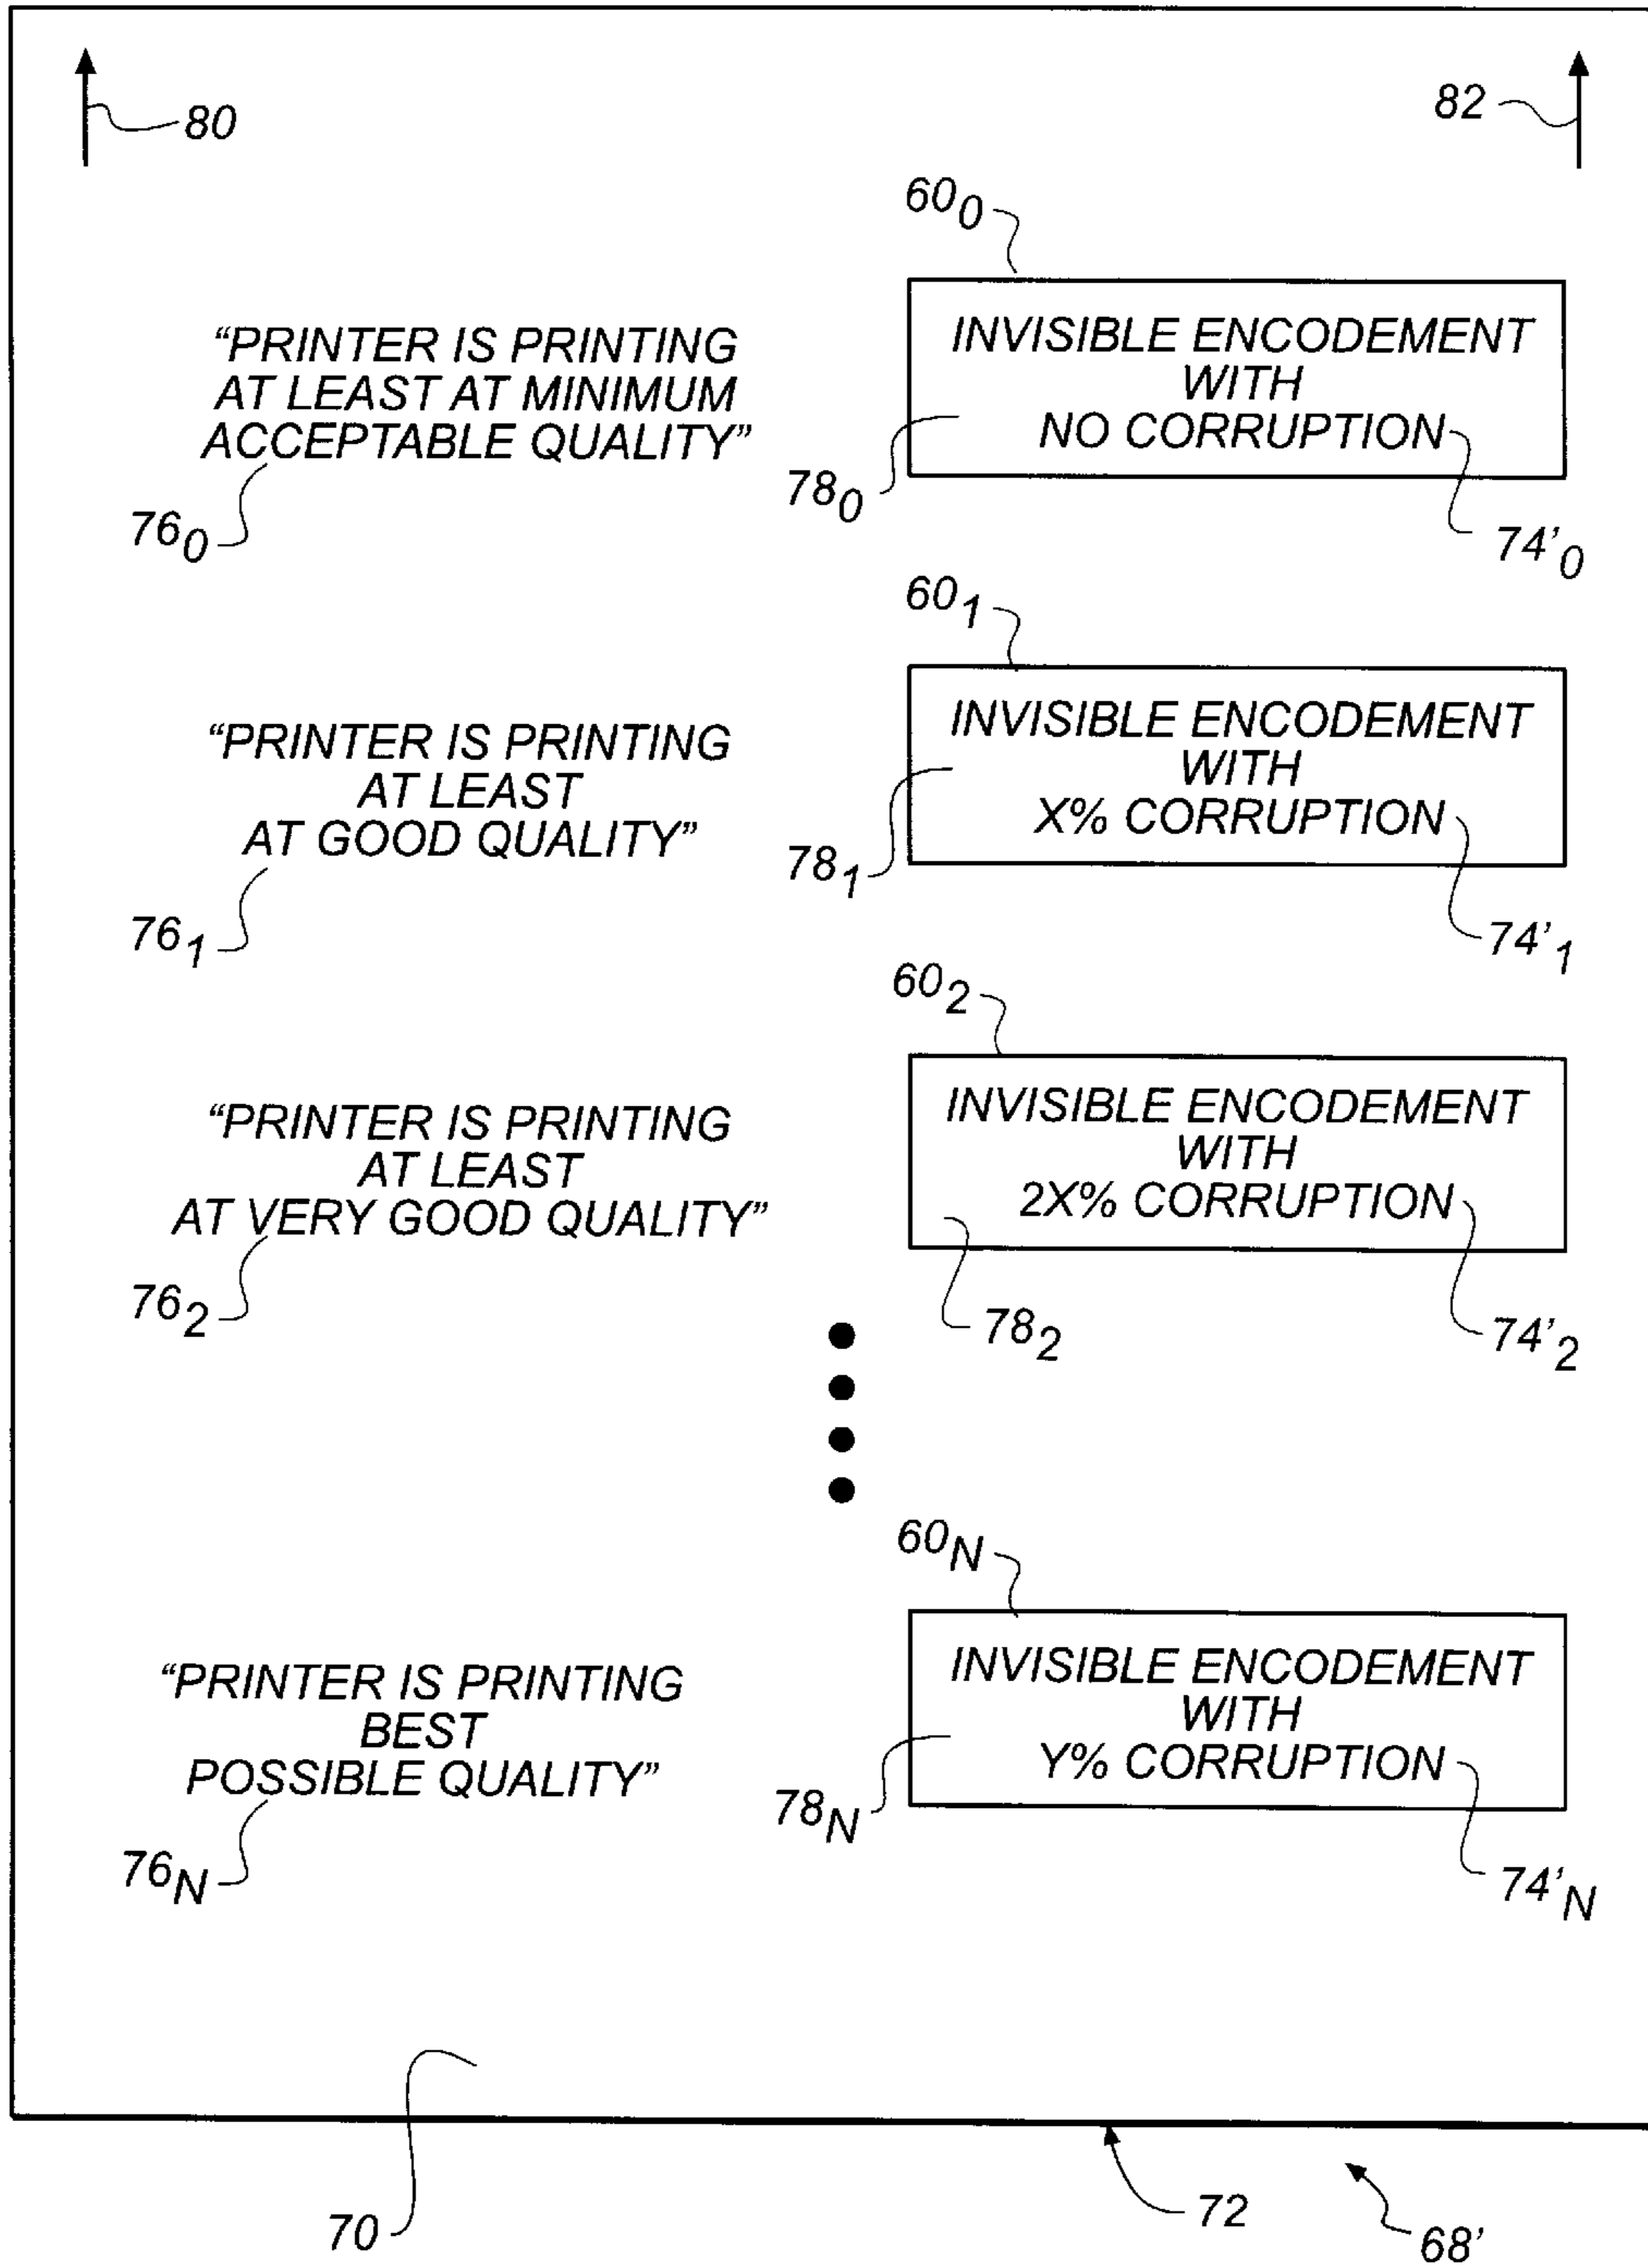 80
82
60₀
“PRINTER IS PRINTING
AT LEAST AT MINIMUM
ACCEPTABLE QUALITY”
INVISIBLE ENCODEMENT
WITH
NO CORRUPTION
78₀
76₀
74’₀
60₁
“PRINTER IS PRINTING
AT LEAST
AT GOOD QUALITY”
INVISIBLE ENCODEMENT
WITH
X% CORRUPTION
78₁
76₁
74’₁
60₂
“PRINTER IS PRINTING
AT LEAST
AT VERY GOOD QUALITY”
INVISIBLE ENCODEMENT
WITH
2X% CORRUPTION
76₂
78₂
74’₂
60N
“PRINTER IS PRINTING
BEST
POSSIBLE QUALITY”
INVISIBLE ENCODEMENT
WITH
Y% CORRUPTION
78N
76N
74’N
70
72
68'